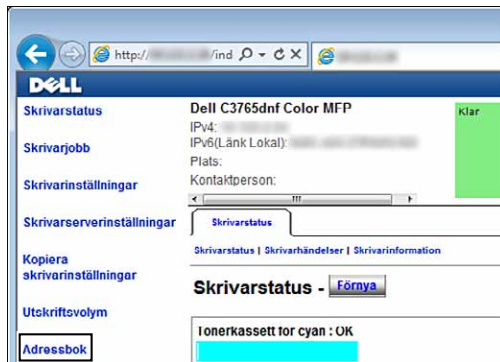 http:// /ind
DELL
Skrivarstatus
Skrivarjobb
Skrivarinställningar
Skrivarserverinställningar
Kopiera
skrivarinställningar
Utskriftsvolym
Adressbok
Dell C3765dnf Color MFP
IPv4:
IPv6(Länk Lokal):
Plats:
Kontaktperson:
Klar
Skrivarstatus
Skrivarstatus | Skrivarhändelser | Skrivarinformation
Skrivarstatus - Förnya
Tonerkassett for cyan : OK